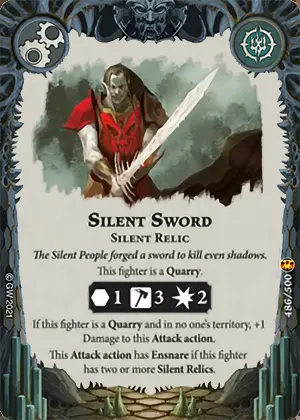 SILENT SWORD
SILENT RELIC
The Silent People forged a sword to kill even shadows.
This fighter is a Quarry.
1 3 2
If this fighter is a Quarry and in no one's territory, +1
Damage to this Attack action.
This Attack action has Ensnare if this fighter
has two or more Silent Relics.
© GW 2021
486/500